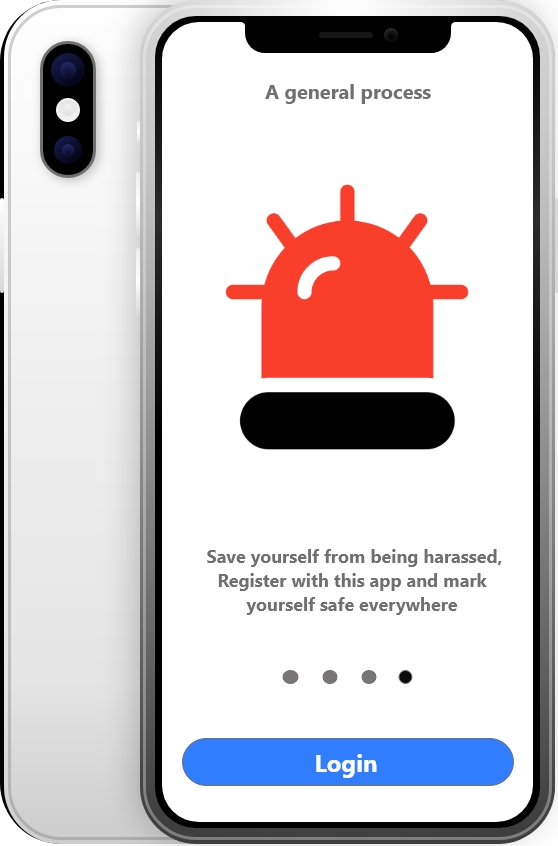 A general process
Save yourself from being harassed,
Register with this app and mark
yourself safe everywhere
Login